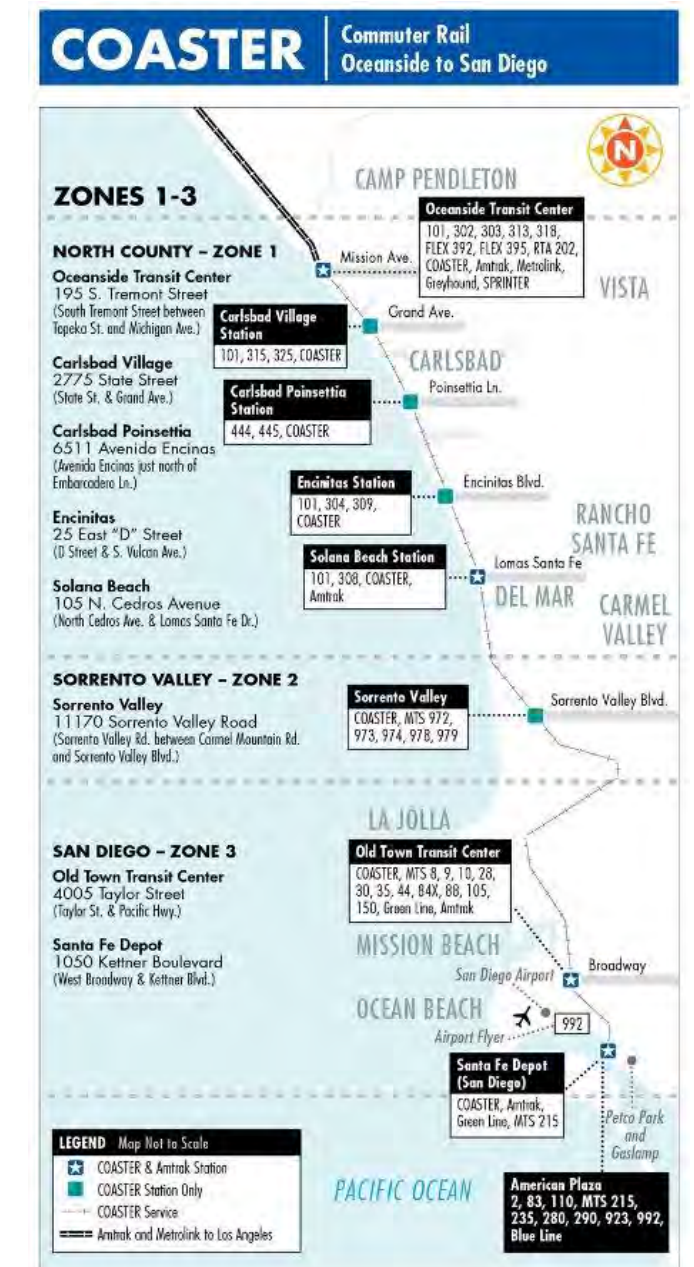 COASTER
Commuter Rail
Oceanside to San Diego
N
ZONES 1-3
CAMP PENDLETON
Oceanside Transit Center
101, 302, 303, 313, 318,
FLEX 392, FLEX 395, RTA 202,
COASTER, Amtrak, Metrolink,
Greyhound, SPRINTER
Mission Ave.
VISTA
NORTH COUNTY – ZONE 1
Oceanside Transit Center
195 S. Tremont Street
(South Tremont Street between
Topeka St. and Michigan Ave.)
Carlsbad Village
Station
101, 315, 325, COASTER
Grand Ave.
CARLSBAD
Carlsbad Village
2775 State Street
(State St. & Grand Ave.)
Carlsbad Poinsettia
Station
444, 445, COASTER
Poinsettia Ln.
Carlsbad Poinsettia
6511 Avenida Encinas
(Avenida Encinas just north of
Embarcadero Ln.)
Encinitas Station
101, 304, 309,
COASTER
Encinitas Blvd.
RANCHO
SANTA FE
Encinitas
25 East "D" Street
(D Street & S. Vulcan Ave.)
Solana Beach Station
101, 308, COASTER,
Amtrak
Lomas Santa Fe
DEL MAR
CARMEL
VALLEY
Solana Beach
105 N. Cedros Avenue
(North Cedros Ave. & Lomas Santa Fe Dr.)
SORRENTO VALLEY – ZONE 2
Sorrento Valley
11170 Sorrento Valley Road
(Sorrento Valley Rd. between Carmel Mountain Rd.
and Sorrento Valley Blvd.)
Sorrento Valley
COASTER, MTS 972,
973, 974, 978, 979
Sorrento Valley Blvd.
LA JOLLA
SAN DIEGO – ZONE 3
Old Town Transit Center
4005 Taylor Street
(Taylor St. & Pacific Hwy.)
Old Town Transit Center
COASTER, MTS 8, 9, 10, 28,
30, 35, 44, 84X, 88, 105,
150, Green Line, Amtrak
MISSION BEACH
Santa Fe Depot
1050 Kettner Boulevard
(West Broadway & Kettner Blvd.)
Broadway
San Diego Airport
OCEAN BEACH
992
Airport Flyer
Santa Fe Depot
(San Diego)
COASTER, Amtrak,
Green Line, MTS 215
Petco Park
and
Gaslamp
LEGEND Map Not to Scale
COASTER & Amtrak Station
COASTER Station Only
COASTER Service
Amtrak and Metrolink to Los Angeles
PACIFIC OCEAN
American Plaza
2, 83, 110, MTS 215,
235, 280, 290, 923, 992,
Blue Line